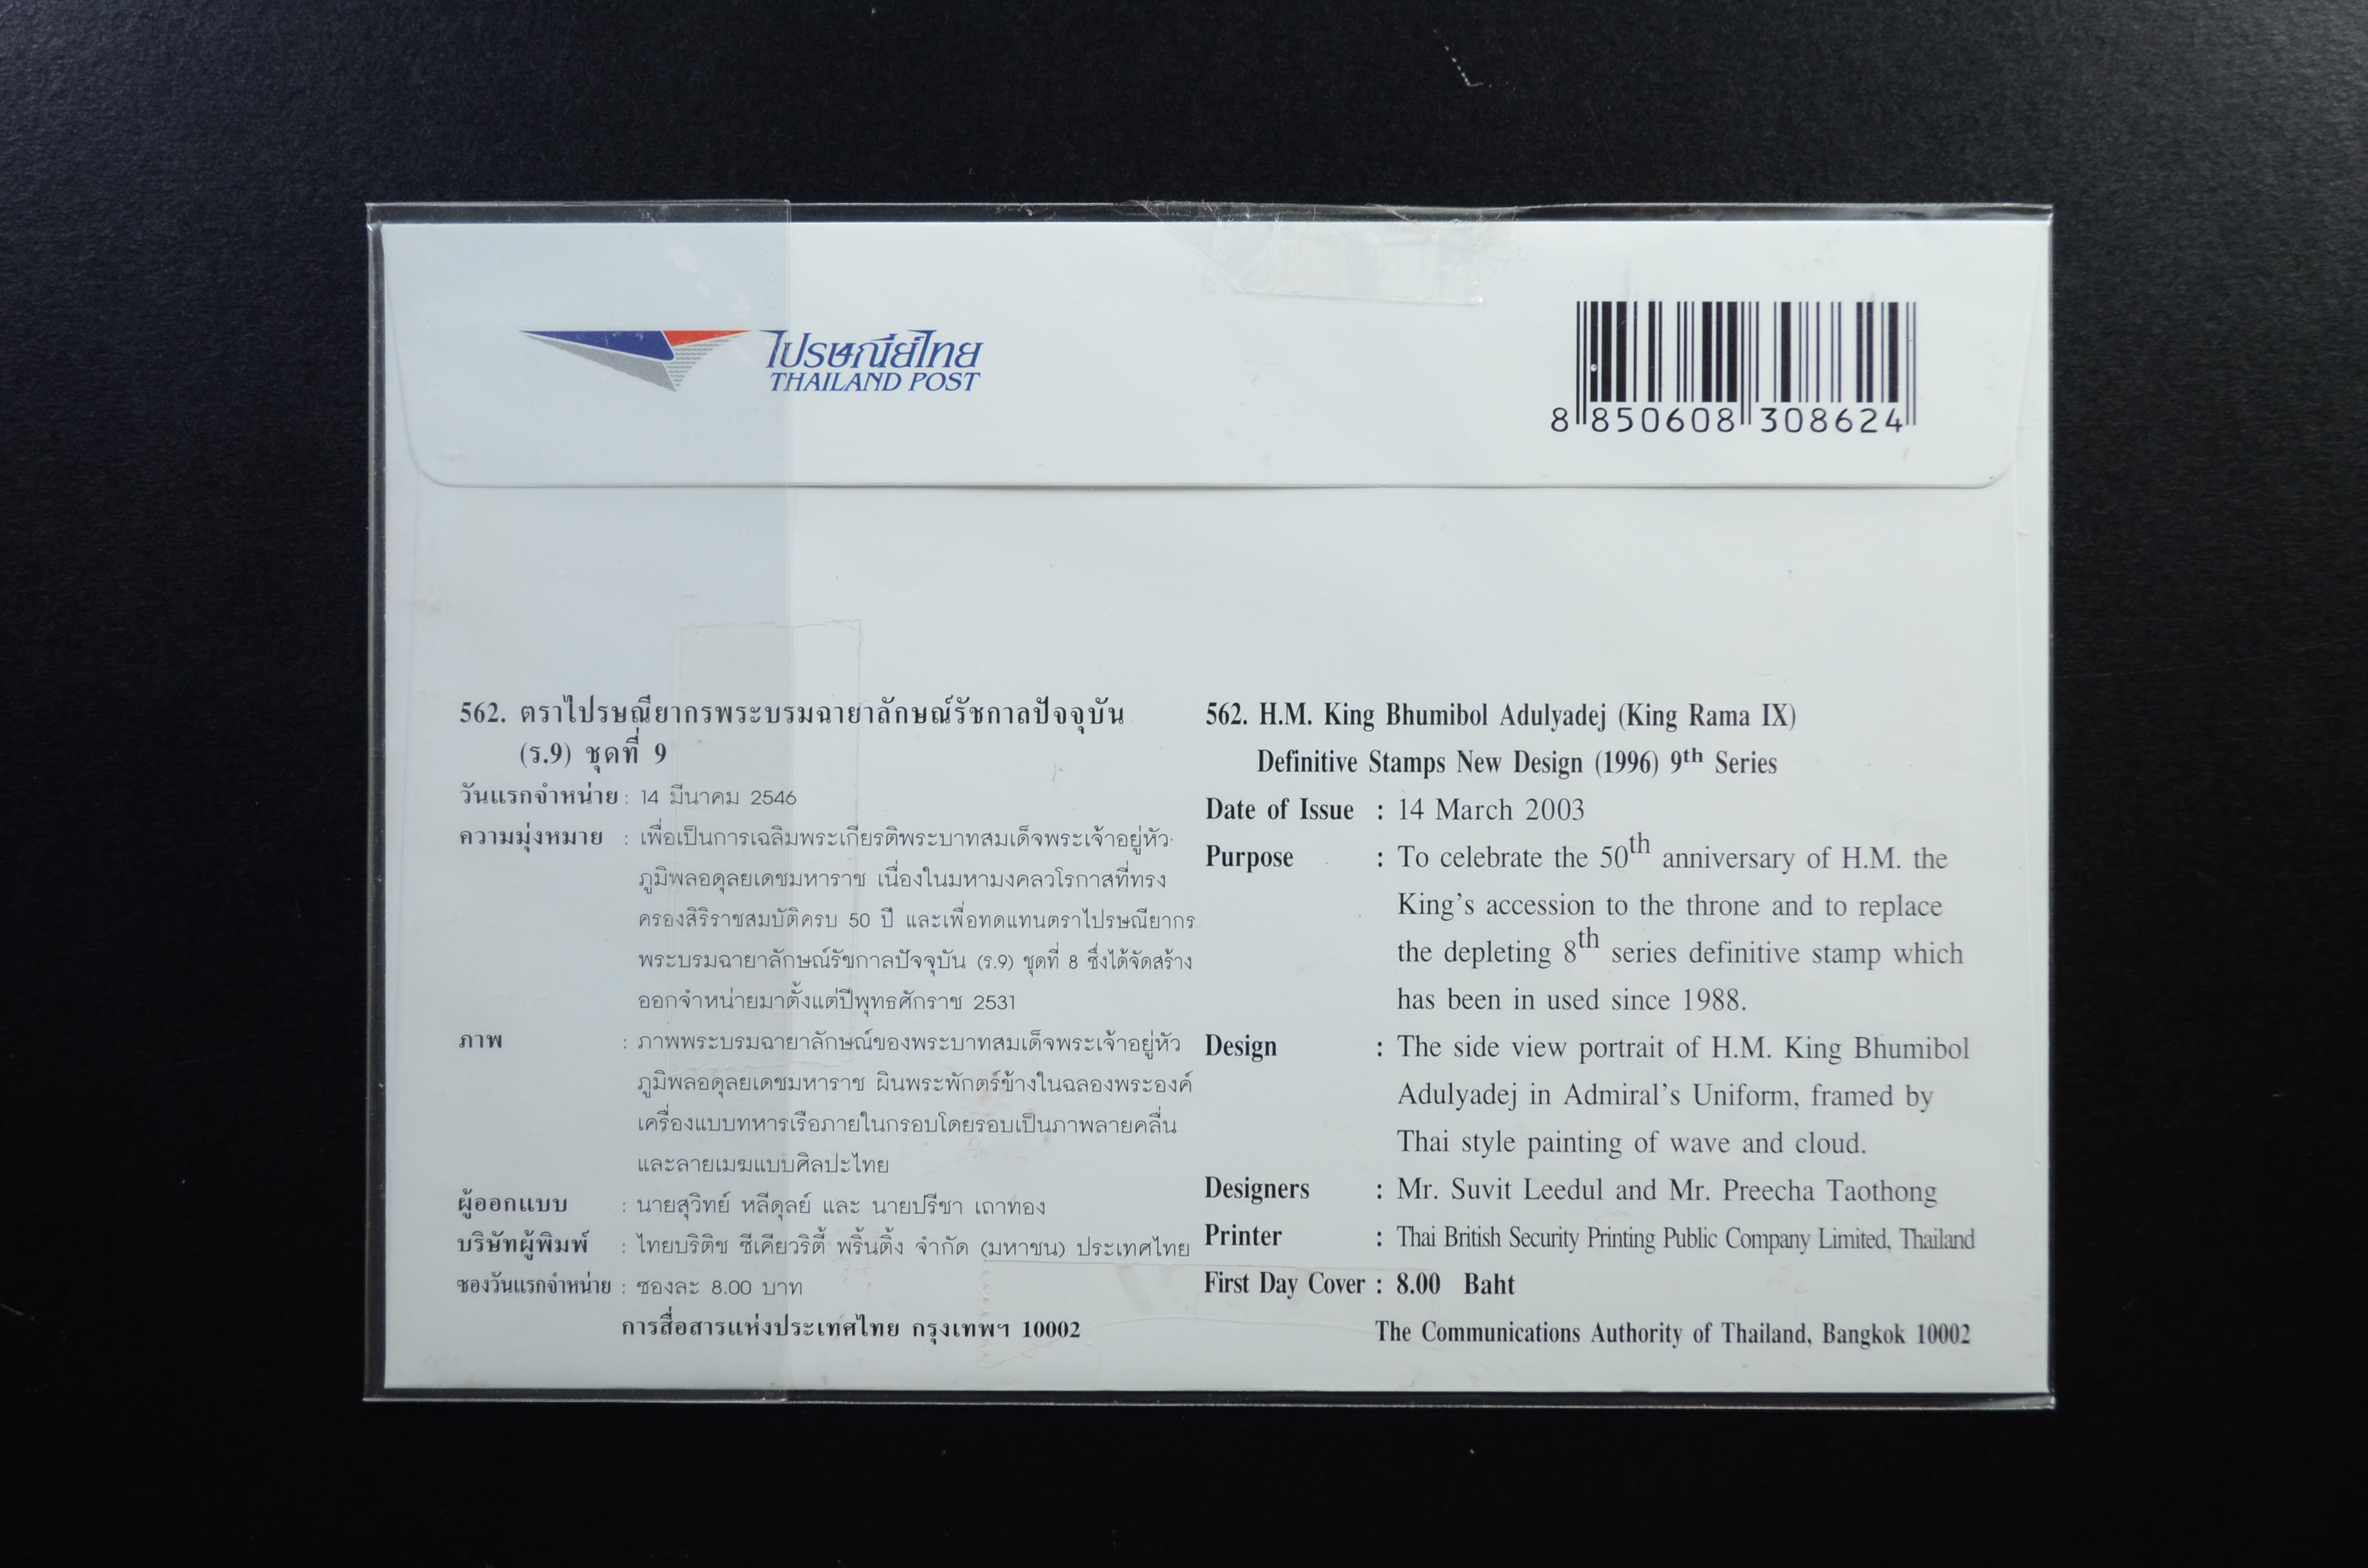 ไปรษณีย์ไทย
THAILAND POST
8 850608 308624
562. ตราไปรษณียากรพระบรมฉายาลักษณ์รัชกาลปัจจุบัน
(ร.9) ชุดที่ 9
วันแรกจำหน่าย : 14 มีนาคม 2546
ความมุ่งหมาย : เพื่อเป็นการเฉลิมพระเกียรติพระบาทสมเด็จพระเจ้าอยู่หัว
ภูมิพลอดุลยเดชมหาราช เนื่องในมหามงคลวโรกาสที่ทรง
ครองสิริราชสมบัติครบ 50 ปี และเพื่อทดแทนตราไปรษณียากร
พระบรมฉายาลักษณ์รัชกาลปัจจุบัน (ร.9) ชุดที่ 8 ซึ่งได้จัดสร้าง
ออกจำหน่ายมาตั้งแต่ปีพุทธศักราช 2531
ภาพ : ภาพพระบรมฉายาลักษณ์ของพระบาทสมเด็จพระเจ้าอยู่หัว
ภูมิพลอดุลยเดชมหาราช ผินพระพักตร์ข้างในฉลองพระองค์
เครื่องแบบทหารเรือภายในกรอบโดยรอบเป็นภาพลายคลื่น
และลายเมฆแบบศิลปะไทย
ผู้ออกแบบ : นายสุวิทย์ หลีดุลย์ และ นายปรีชา เถาทอง
บริษัทผู้พิมพ์ : ไทยบริติช ซีเคียวริตี้ พริ้นติ้ง จำกัด (มหาชน) ประเทศไทย
ซองวันแรกจำหน่าย : ซองละ 8.00 บาท
การสื่อสารแห่งประเทศไทย กรุงเทพฯ 10002
562. H.M. King Bhumibol Adulyadej (King Rama IX)
Definitive Stamps New Design (1996) 9th Series
Date of Issue : 14 March 2003
Purpose : To celebrate the 50th anniversary of H.M. the
King's accession to the throne and to replace
the depleting 8th series definitive stamp which
has been in used since 1988.
Design : The side view portrait of H.M. King Bhumibol
Adulyadej in Admiral's Uniform, framed by
Thai style painting of wave and cloud.
Designers : Mr. Suvit Leedul and Mr. Preecha Taothong
Printer : Thai British Security Printing Public Company Limited, Thailand
First Day Cover : 8.00 Baht
The Communications Authority of Thailand, Bangkok 10002